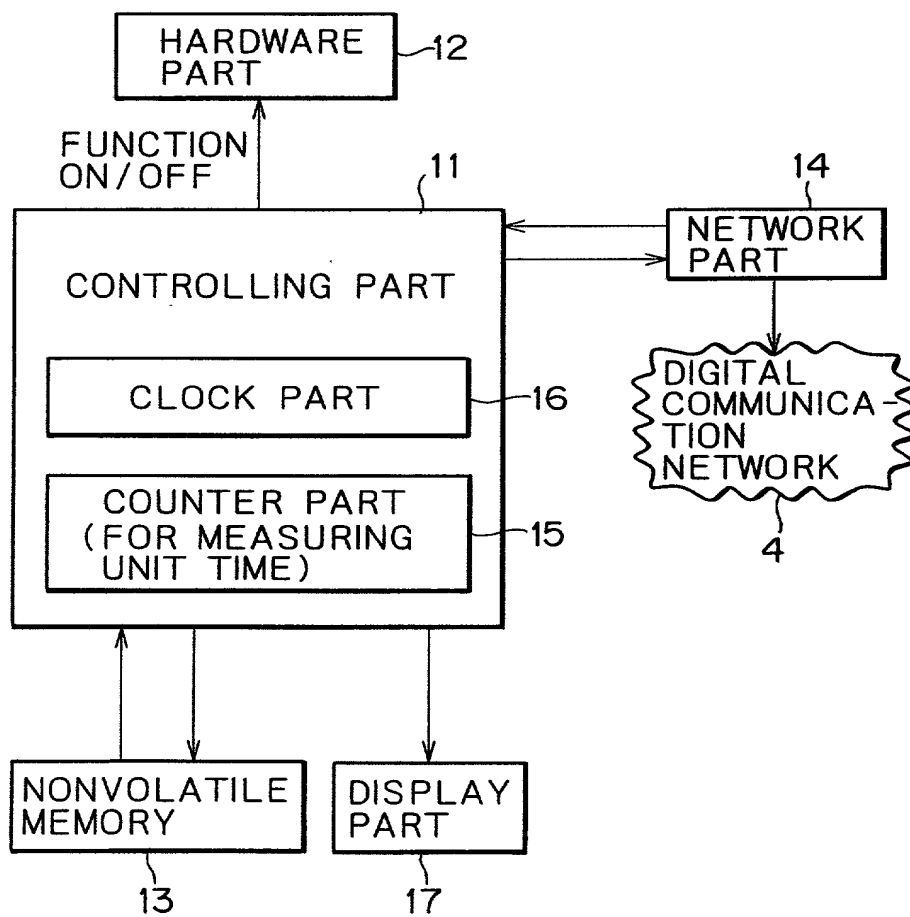 HARDWARE
PART
12
FUNCTION
ON/OFF
11
14
NETWORK
PART
CONTROLLING PART
CLOCK PART
16
DIGITAL
COMMUNICA-
TION
NETWORK
4
COUNTER PART
(FOR MEASURING
UNIT TIME)
15
NONVOLATILE
MEMORY
13
DISPLAY
PART
17